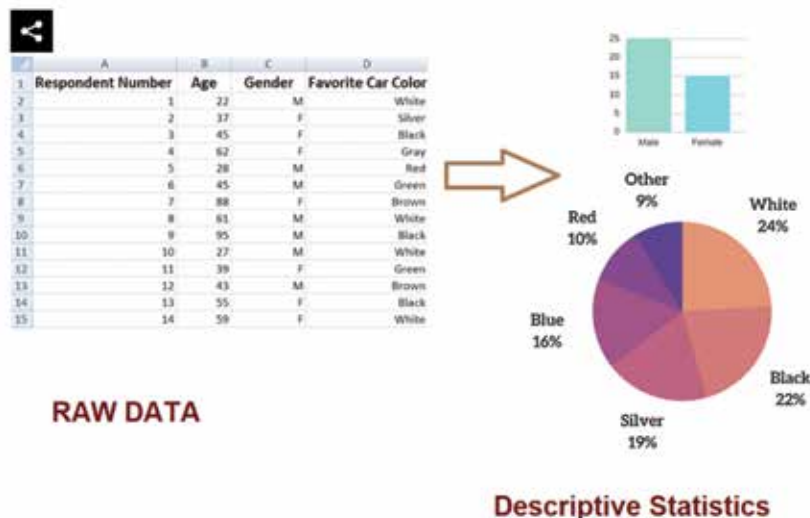 A B C D
1 Respondent Number Age Gender Favorite Car Color
2 1 22 M White
3 2 37 F Silver
4 3 45 F Black
5 4 62 F Gray
6 5 28 M Red
7 6 45 M Green
8 7 88 F Brown
9 8 61 M White
10 9 95 M Black
11 10 27 M White
12 11 39 F Green
13 12 43 M Brown
14 13 55 F Black
15 14 59 F White
RAW DATA
25
20
15
10
5
0
Male Female
Other
9%
White
24%
Red
10%
Blue
16%
Black
22%
Silver
19%
Descriptive Statistics